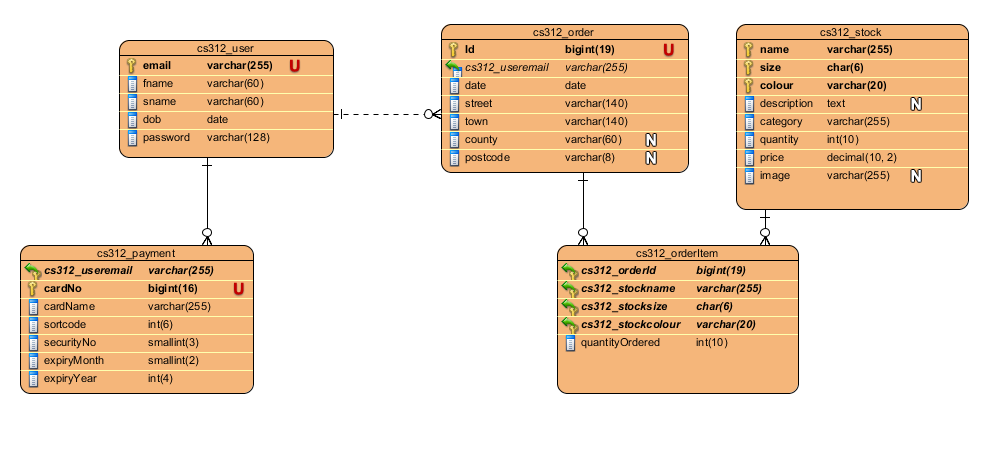 cs312_user
email varchar(255) U
fname varchar(60)
sname varchar(60)
dob date
password varchar(128)
cs312_order
Id bigint(19) U
cs312_useremail varchar(255)
date date
street varchar(140)
town varchar(140)
county varchar(60) N
postcode varchar(8) N
cs312_stock
name varchar(255)
size char(6)
colour varchar(20)
description text N
category varchar(255)
quantity int(10)
price decimal(10, 2)
image varchar(255) N
cs312_payment
cs312_useremail varchar(255)
cardNo bigint(16) U
cardName varchar(255)
sortcode int(6)
securityNo smallint(3)
expiryMonth smallint(2)
expiryYear int(4)
cs312_orderItem
cs312_orderId bigint(19)
cs312_stockname varchar(255)
cs312_stocksize char(6)
cs312_stockcolour varchar(20)
quantityOrdered int(10)